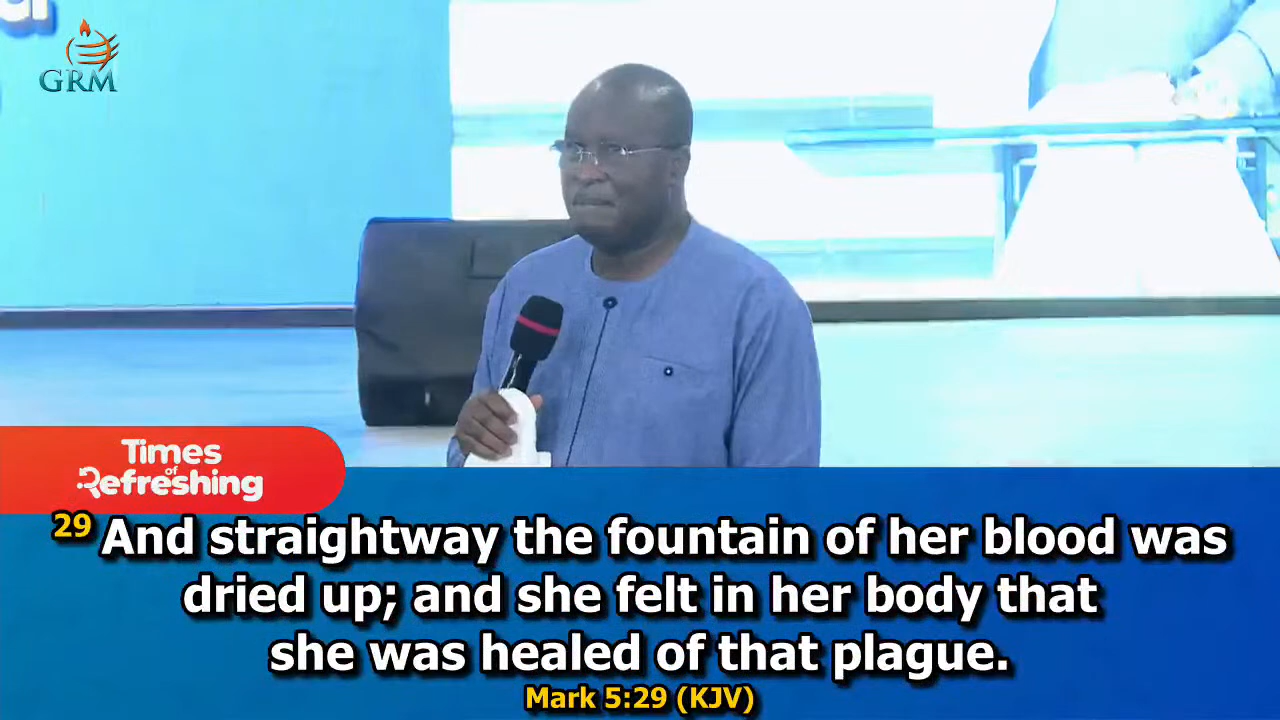 GRM
Times
of
Refreshing
29 And straightway the fountain of her blood was
dried up; and she felt in her body that
she was healed of that plague.
Mark 5:29 (KJV)